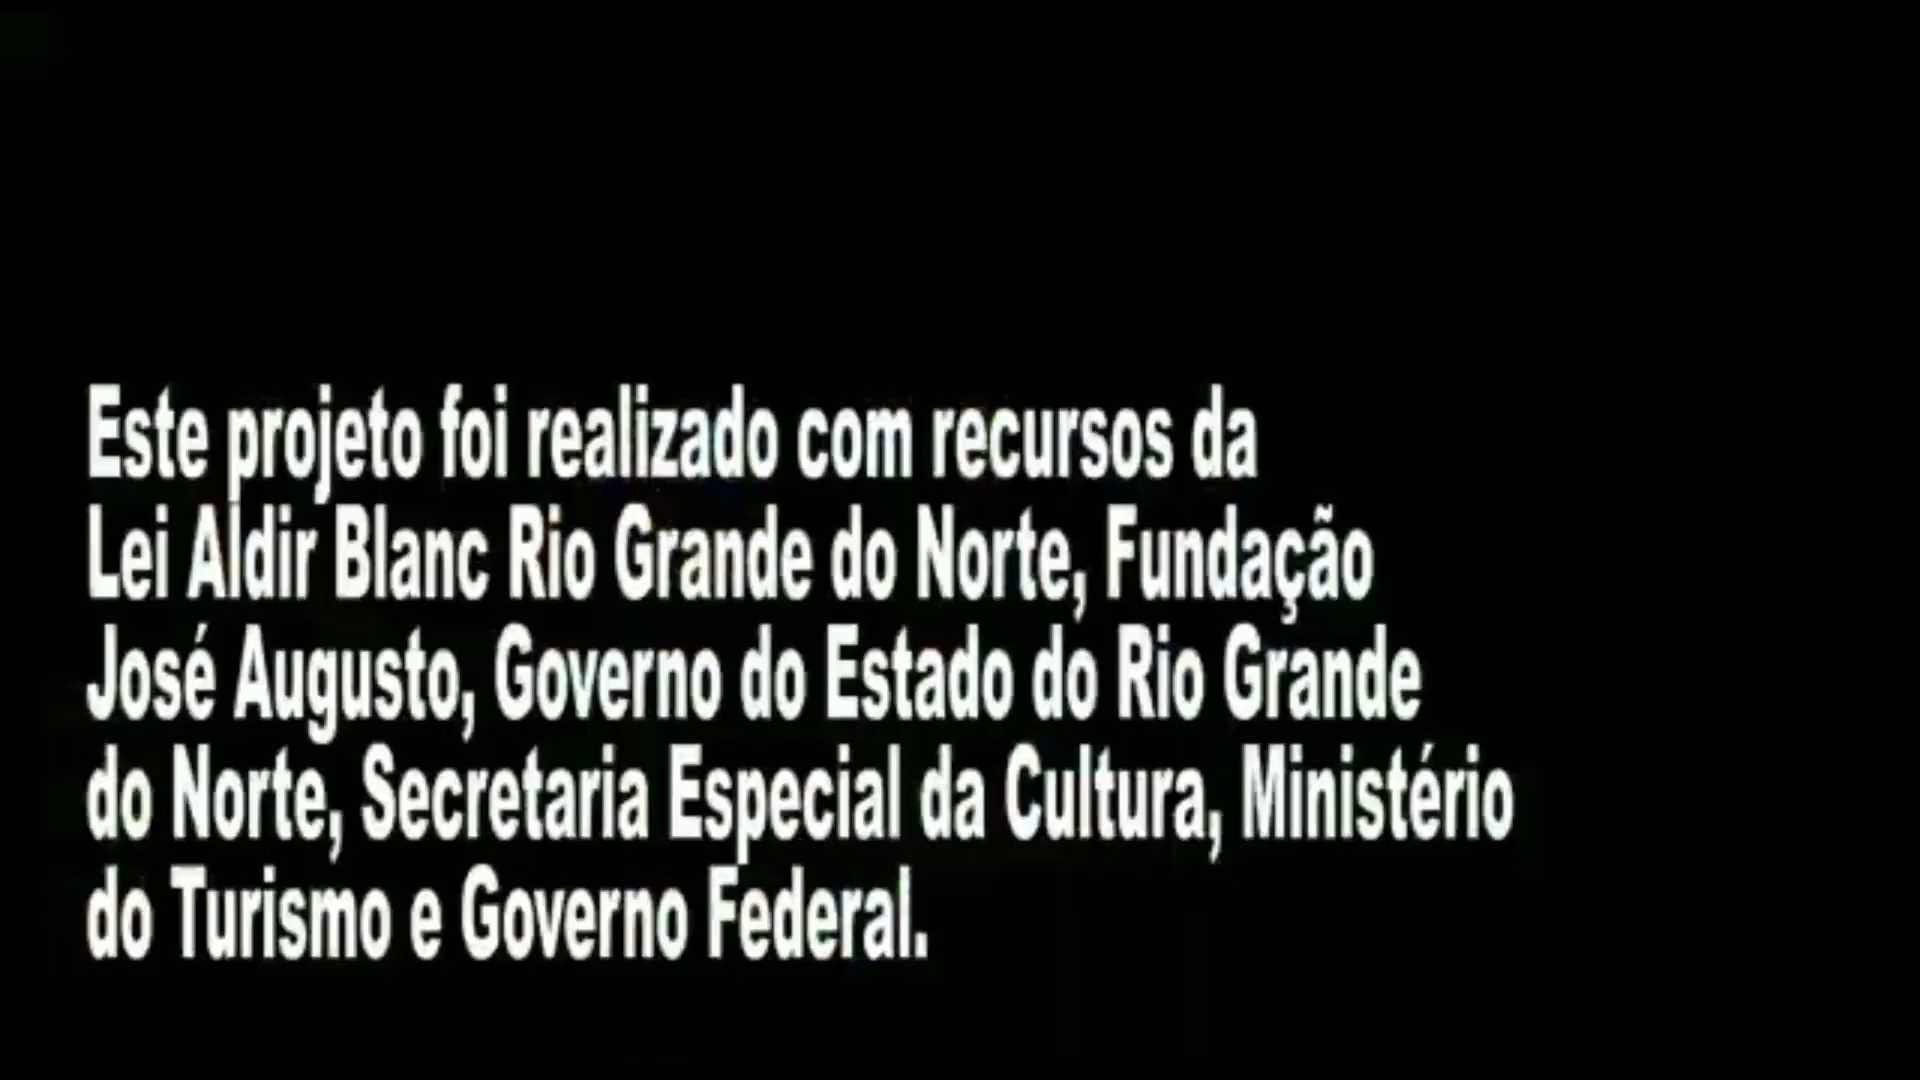 Este projeto foi realizado com recursos da
Lei Aldir Blanc Rio Grande do Norte, Fundação
José Augusto, Governo do Estado do Rio Grande
do Norte, Secretaria Especial da Cultura, Ministério
do Turismo e Governo Federal.